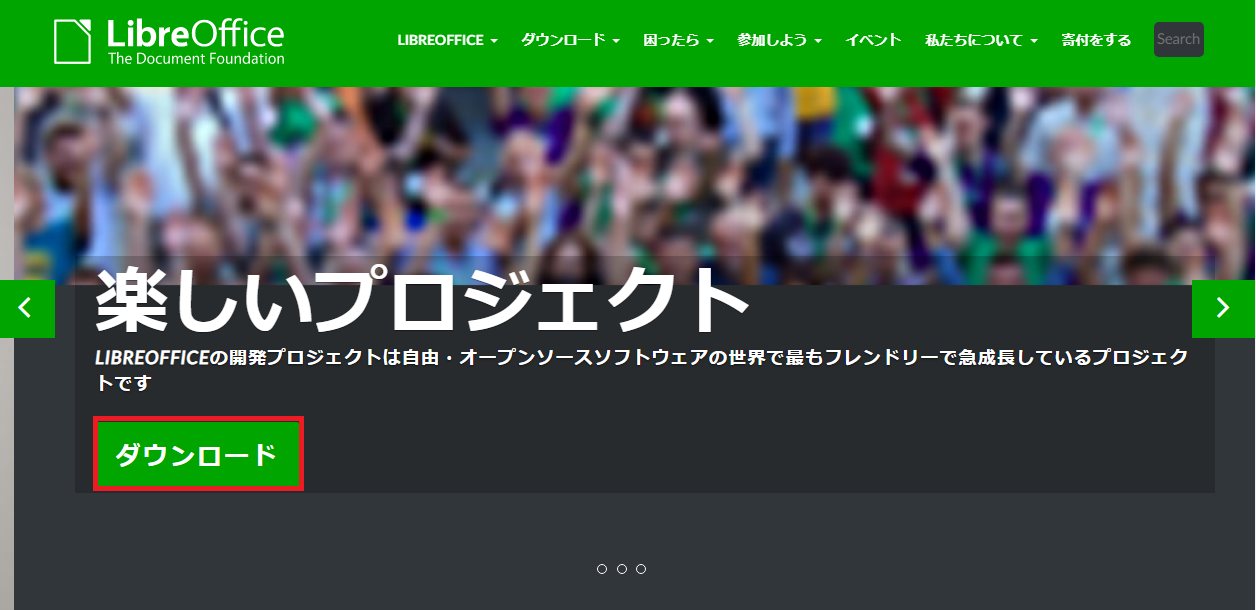 LibreOffice
The Document Foundation
LIBREOFFICE ダウンロード 困ったら 参加しよう イベント 私たちについて 寄付をする Search
楽しいプロジェクト
LIBREOFFICEの開発プロジェクトは自由・オープンソースソフトウェアの世界で最もフレンドリーで急成長しているプロジェク
トです
ダウンロード